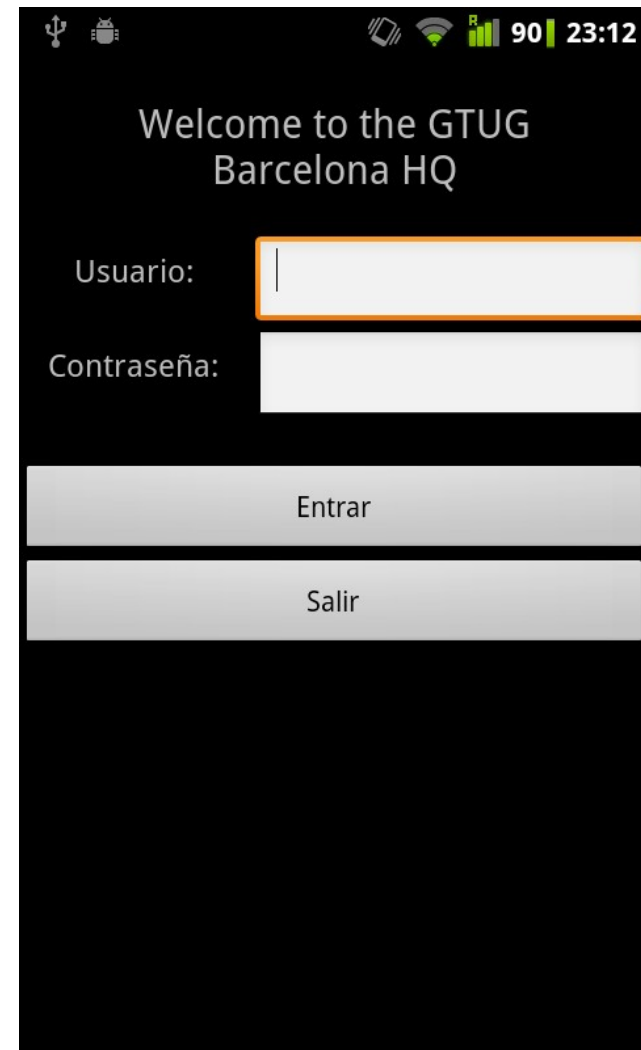 R 90 23:12
Welcome to the GTUG
Barcelona HQ
Usuario:
Contraseña:
Entrar
Salir